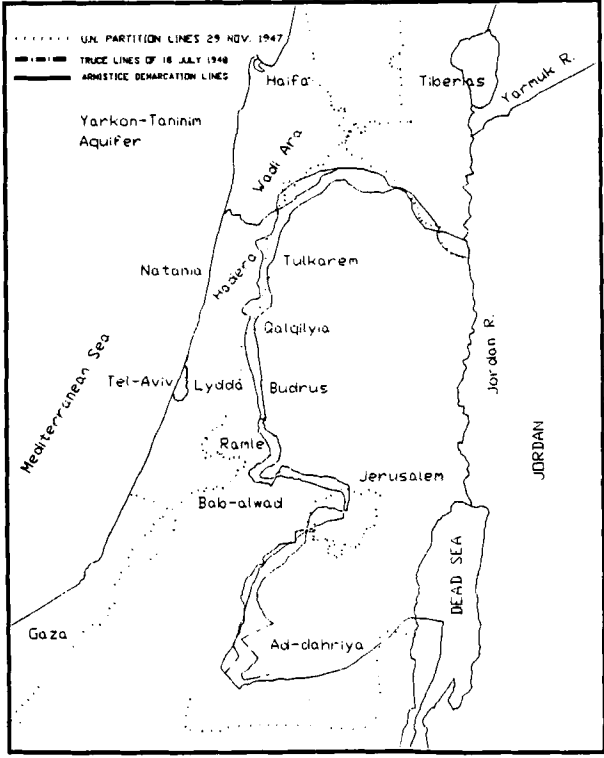 U.N. PARTITION LINES 29 NOV. 1947
TRUCE LINES OF 18 JULY 1948
ARMISTICE DEMARCATION LINES
Haifa
Tiberias
Yarmuk R.
Yarkon-Taninim
Aquifer
Wadi Ara
Natania
Hadera
Tulkarem
Qalqilyia
Jordan R.
Mediterranean Sea
Tel-Aviv
Lydda
Budrus
JORDAN
Ramle
Jerusalem
Bab-alwad
DEAD SEA
Gaza
Ad-dahriya